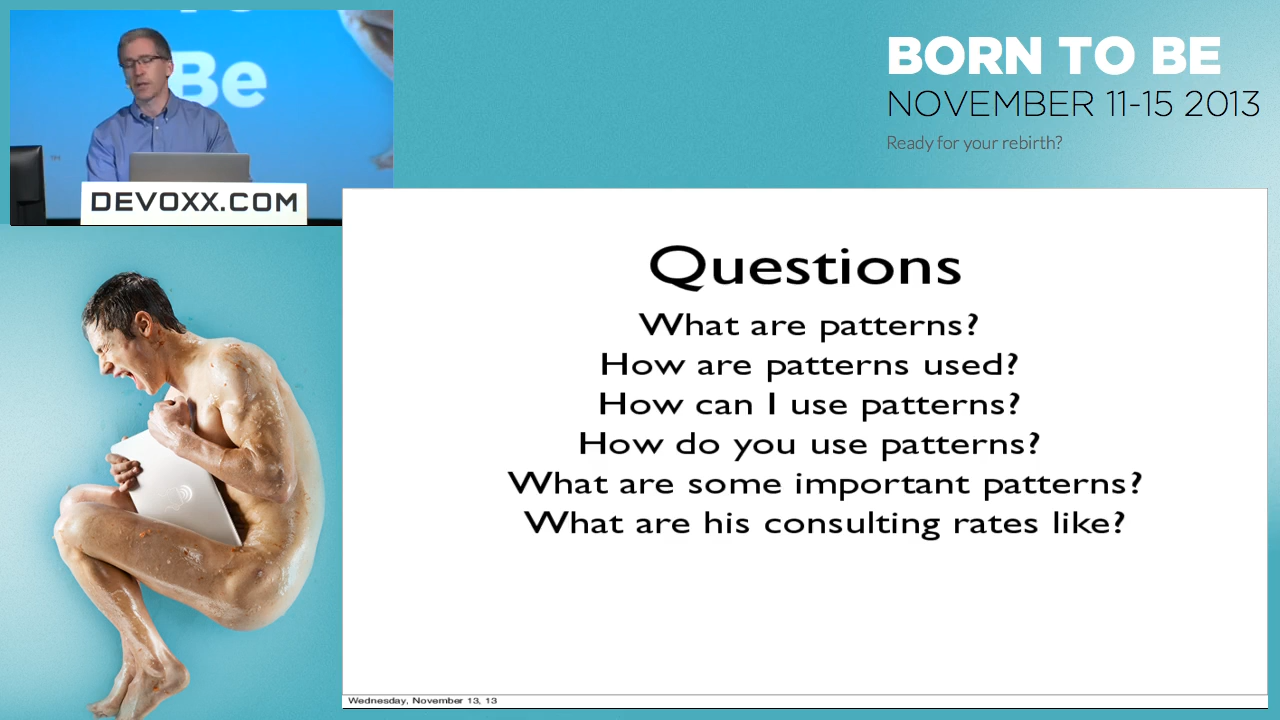 Be
DEVOXX.COM
BORN TO BE
NOVEMBER 11-15 2013
Ready for your rebirth?
Questions
What are patterns?
How are patterns used?
How can I use patterns?
How do you use patterns?
What are some important patterns?
What are his consulting rates like?
Wednesday, November 13, 13